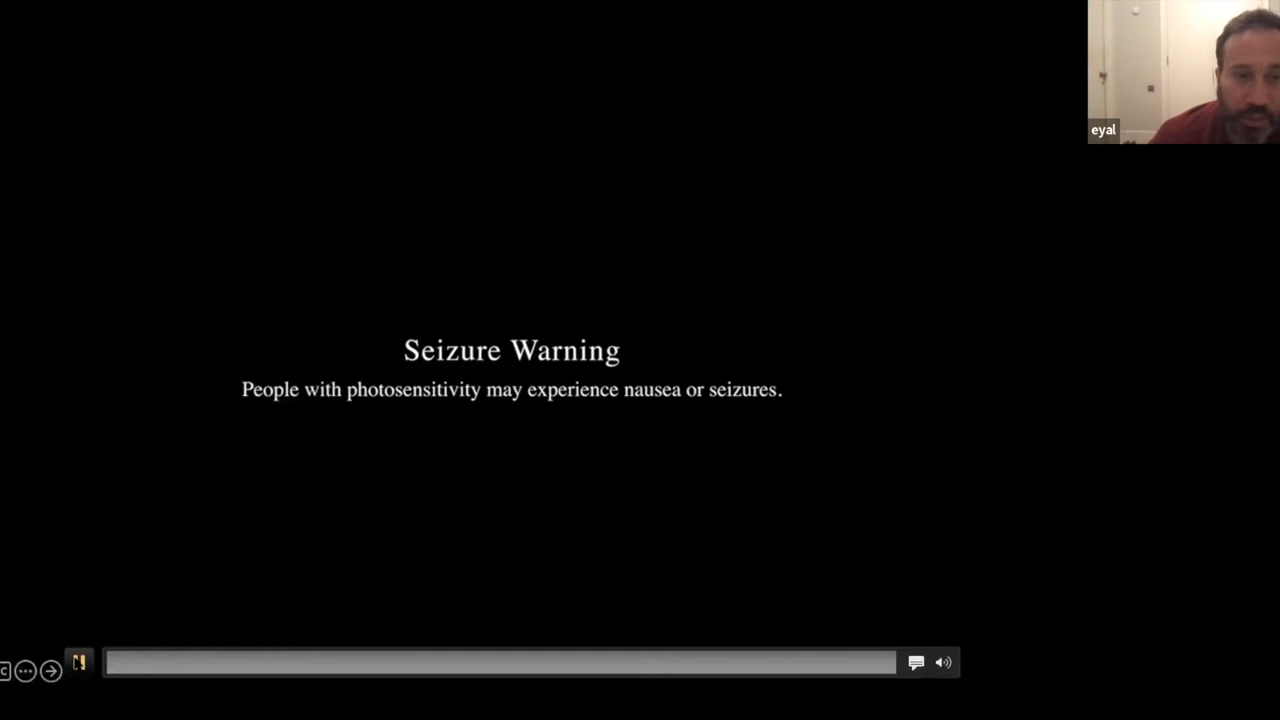 eyal
Seizure Warning
People with photosensitivity may experience nausea or seizures.